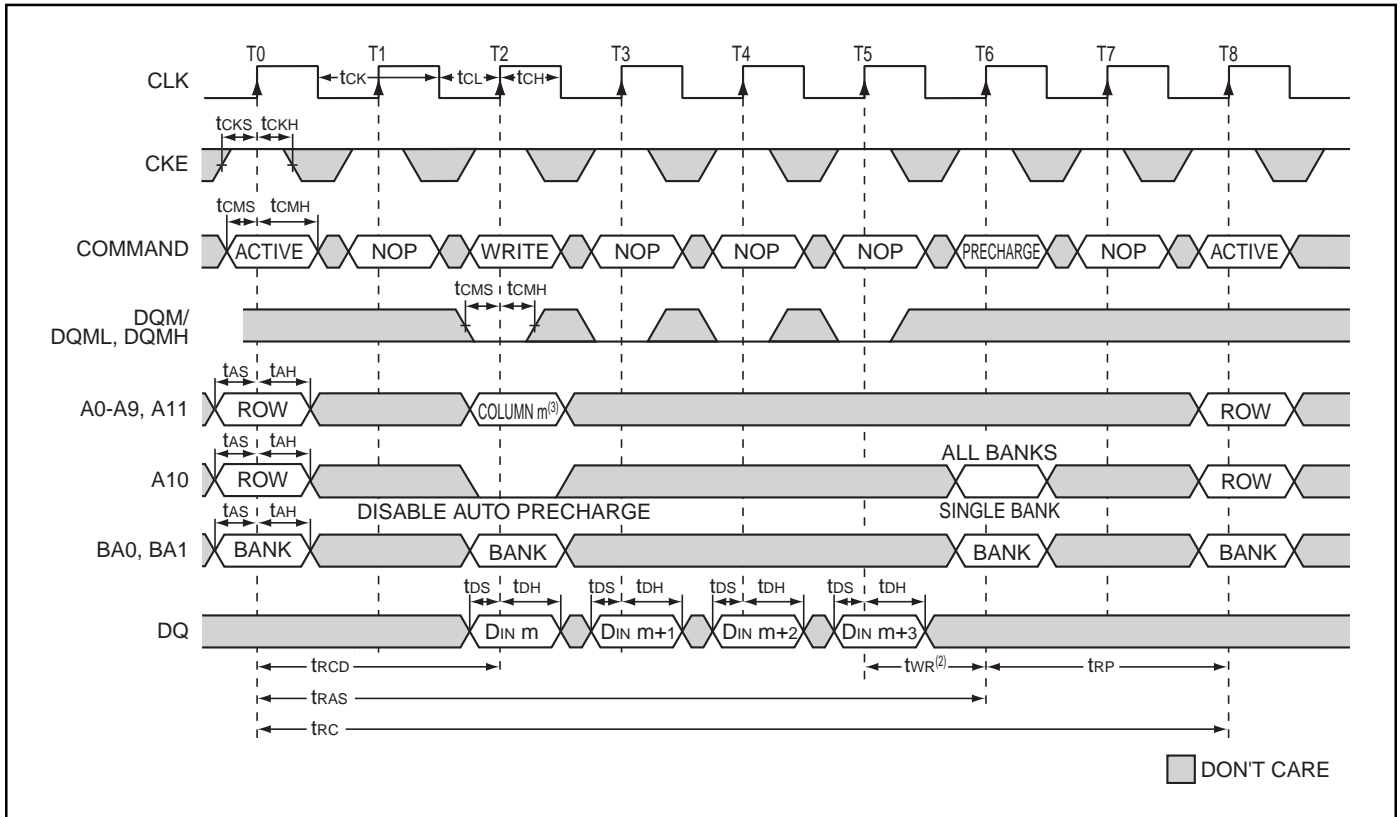 T0 T1 T2 T3 T4 T5 T6 T7 T8
CLK tCK tCL tCH
tCKS tCKH
CKE
tCMS tCMH
COMMAND ACTIVE NOP WRITE NOP NOP NOP PRECHARGE NOP ACTIVE
tCMS tCMH
DQM/
DQML, DQMH
tAS tAH
A0-A9, A11 ROW COLUMN m(3) ROW
tAS tAH ALL BANKS
A10 ROW ROW
tAS tAH DISABLE AUTO PRECHARGE SINGLE BANK
BA0, BA1 BANK BANK BANK BANK
tDS tDH tDS tDH tDS tDH tDS tDH
DQ DIN m DIN m+1 DIN m+2 DIN m+3
tRCD tWR(2) tRP
tRAS
tRC
DON'T CARE